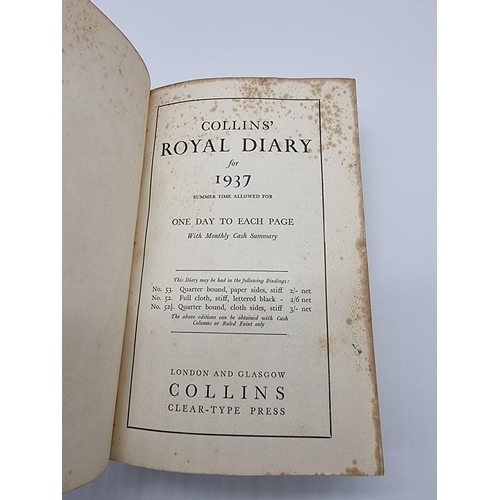 COLLINS'
ROYAL DIARY
for
1937
SUMMER TIME ALLOWED FOR
ONE DAY TO EACH PAGE
With Monthly Cash Summary
This Diary may be had in the following Bindings:
No. 53. Quarter bound, paper sides, stiff 2/- net
No. 52. Full cloth, stiff, lettered black - 2/6 net
No. 52½. Quarter bound, cloth sides, stiff 3/- net
The above editions can be obtained with Cash
Columns or Ruled Faint only
LONDON AND GLASGOW
COLLINS
CLEAR-TYPE PRESS